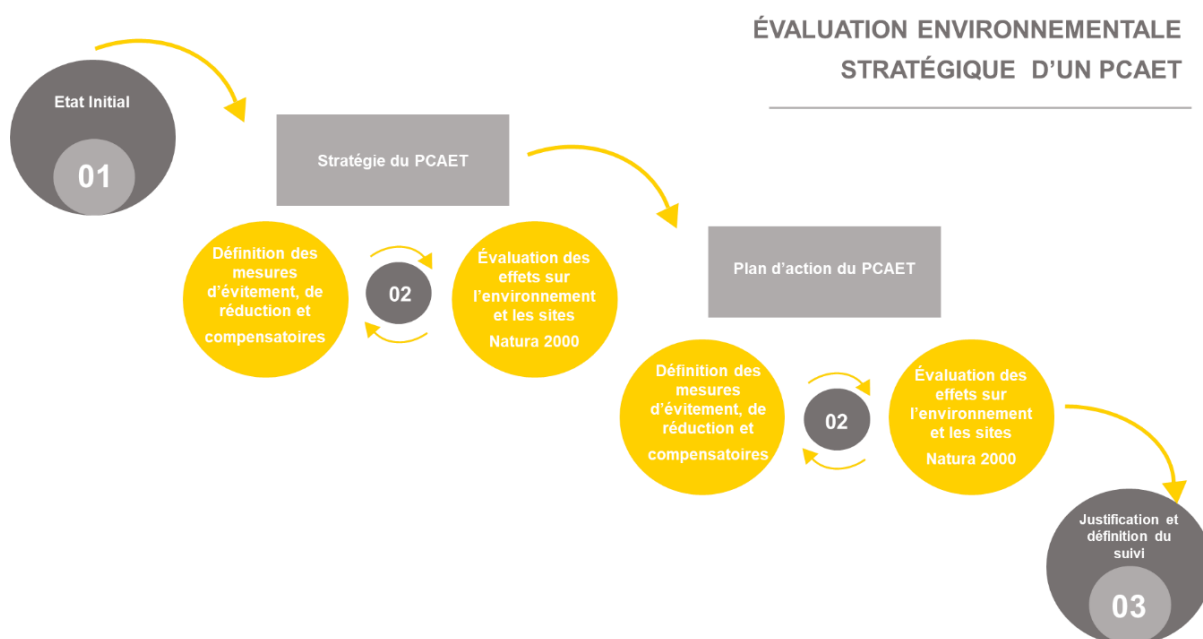 ÉVALUATION ENVIRONNEMENTALE
STRATÉGIQUE D'UN PCAET
Etat Initial
01
Stratégie du PCAET
Définition des
mesures
d'évitement, de
réduction et
compensatoires
02
Évaluation des
effets sur
l'environnement
et les sites
Natura 2000
Plan d'action du PCAET
Définition des
mesures
d'évitement, de
réduction et
compensatoires
02
Évaluation des
effets sur
l'environnement
et les sites
Natura 2000
Justification et
définition du
suivi
03